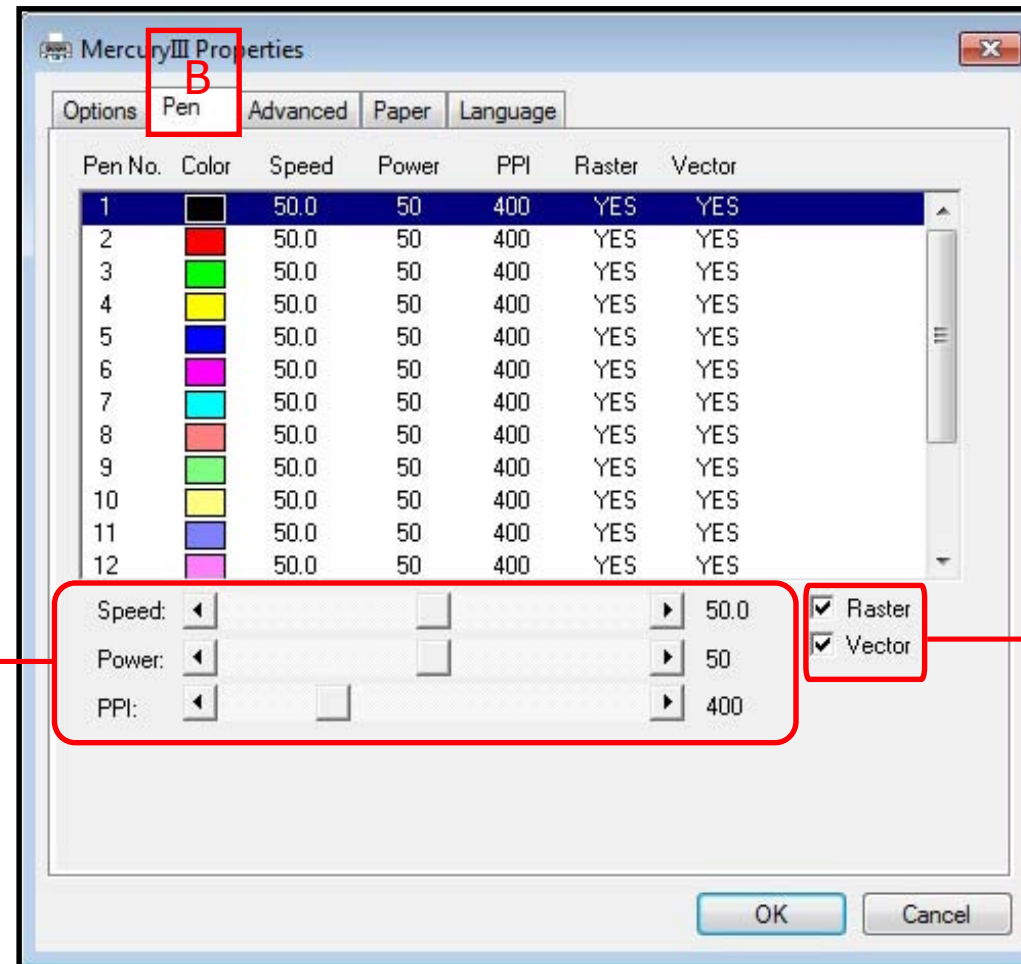 MercuryIII Properties
B
Options Pen Advanced Paper Language
Pen No. Color Speed Power PPI Raster Vector
1 50.0 50 400 YES YES
2 50.0 50 400 YES YES
3 50.0 50 400 YES YES
4 50.0 50 400 YES YES
5 50.0 50 400 YES YES
6 50.0 50 400 YES YES
7 50.0 50 400 YES YES
8 50.0 50 400 YES YES
9 50.0 50 400 YES YES
10 50.0 50 400 YES YES
11 50.0 50 400 YES YES
12 50.0 50 400 YES YES
Speed: 50.0 Raster
Power: 50 Vector
PPI: 400
OK Cancel